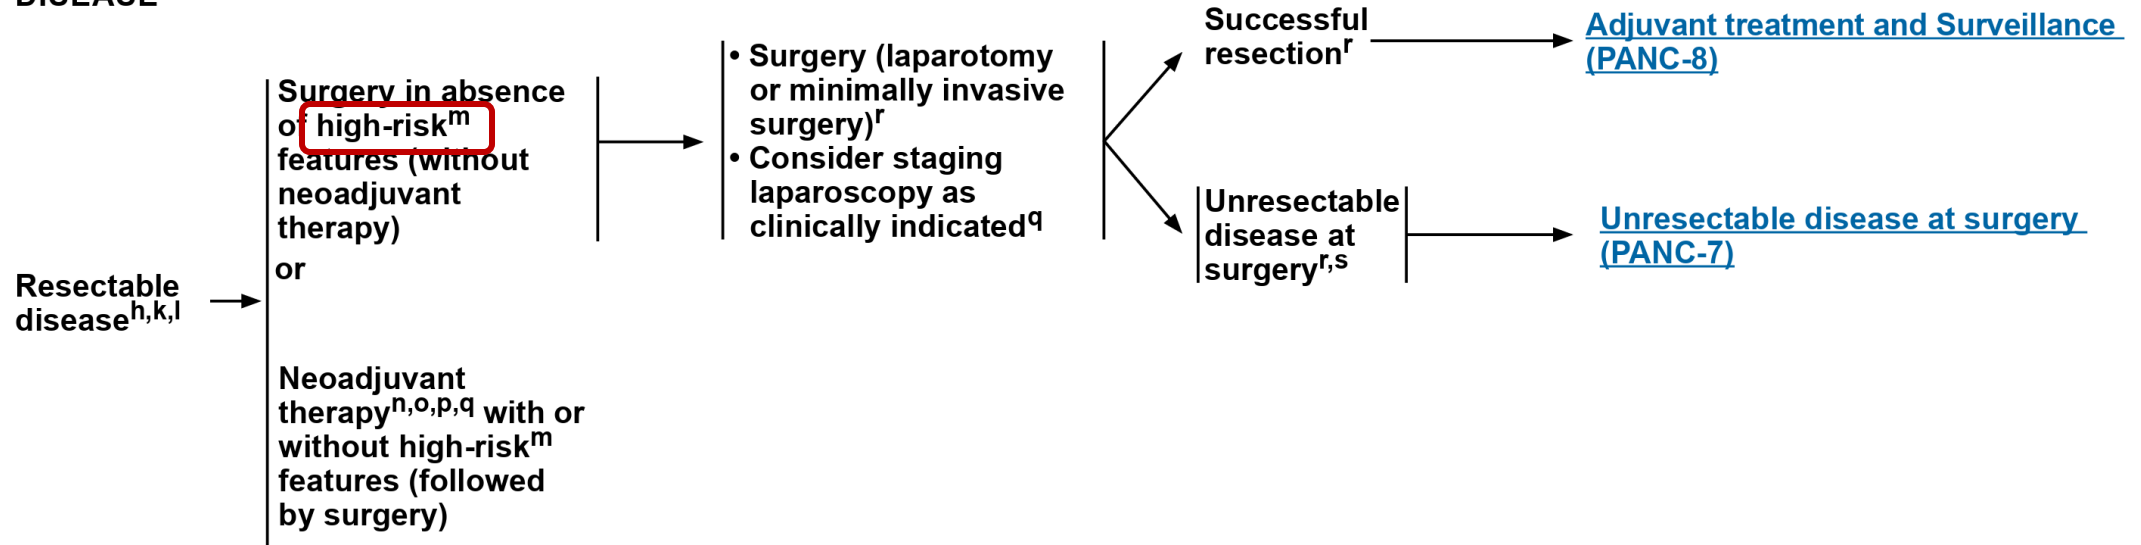 DISEASE
Resectable
disease^h,k,l
Surgery in absence
of high-risk^m
features (without
neoadjuvant
therapy)
or
Neoadjuvant
therapy^n,o,p,q with or
without high-risk^m
features (followed
by surgery)
• Surgery (laparotomy
or minimally invasive
surgery)^r
• Consider staging
laparoscopy as
clinically indicated^q
Successful
resection^r
Adjuvant treatment and Surveillance
(PANC-8)
Unresectable
disease at
surgery^r,s
Unresectable disease at surgery
(PANC-7)